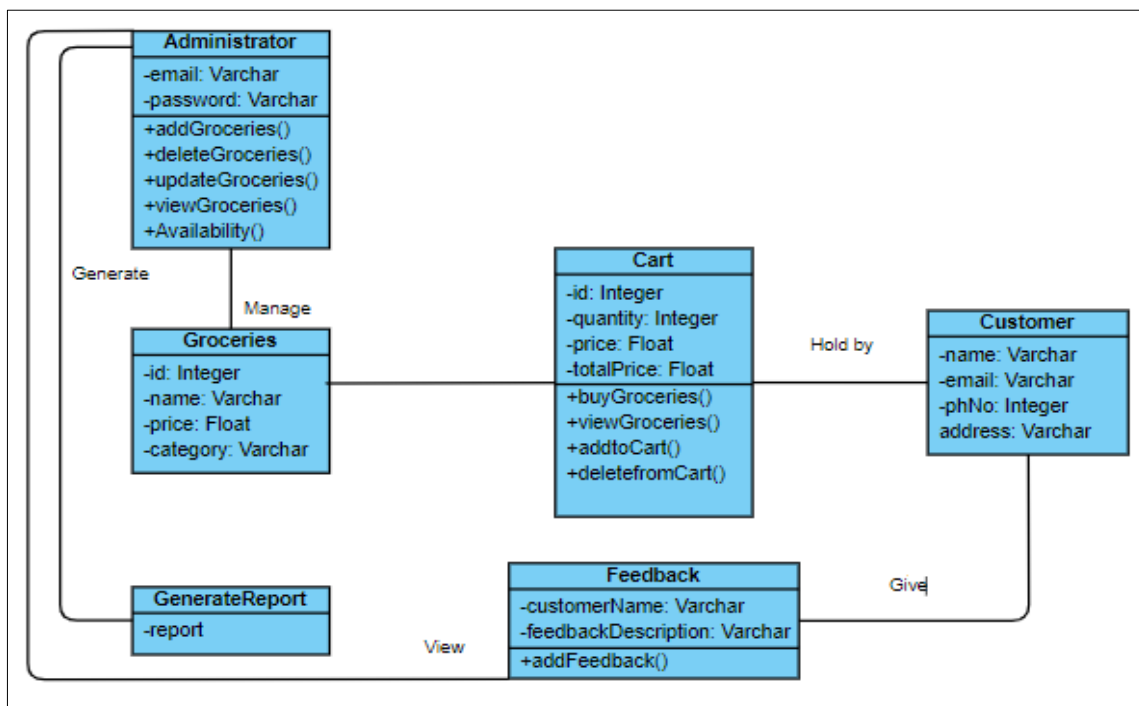 Administrator
-email: Varchar
-password: Varchar
+addGroceries()
+deleteGroceries()
+updateGroceries()
+viewGroceries()
+Availability()
Generate
Manage
Groceries
-id: Integer
-name: Varchar
-price: Float
-category: Varchar
Cart
-id: Integer
-quantity: Integer
-price: Float
-totalPrice: Float
+buyGroceries()
+viewGroceries()
+addtoCart()
+deletefromCart()
Hold by
Customer
-name: Varchar
-email: Varchar
-phNo: Integer
address: Varchar
GenerateReport
-report
View
Feedback
-customerName: Varchar
-feedbackDescription: Varchar
+addFeedback()
Give